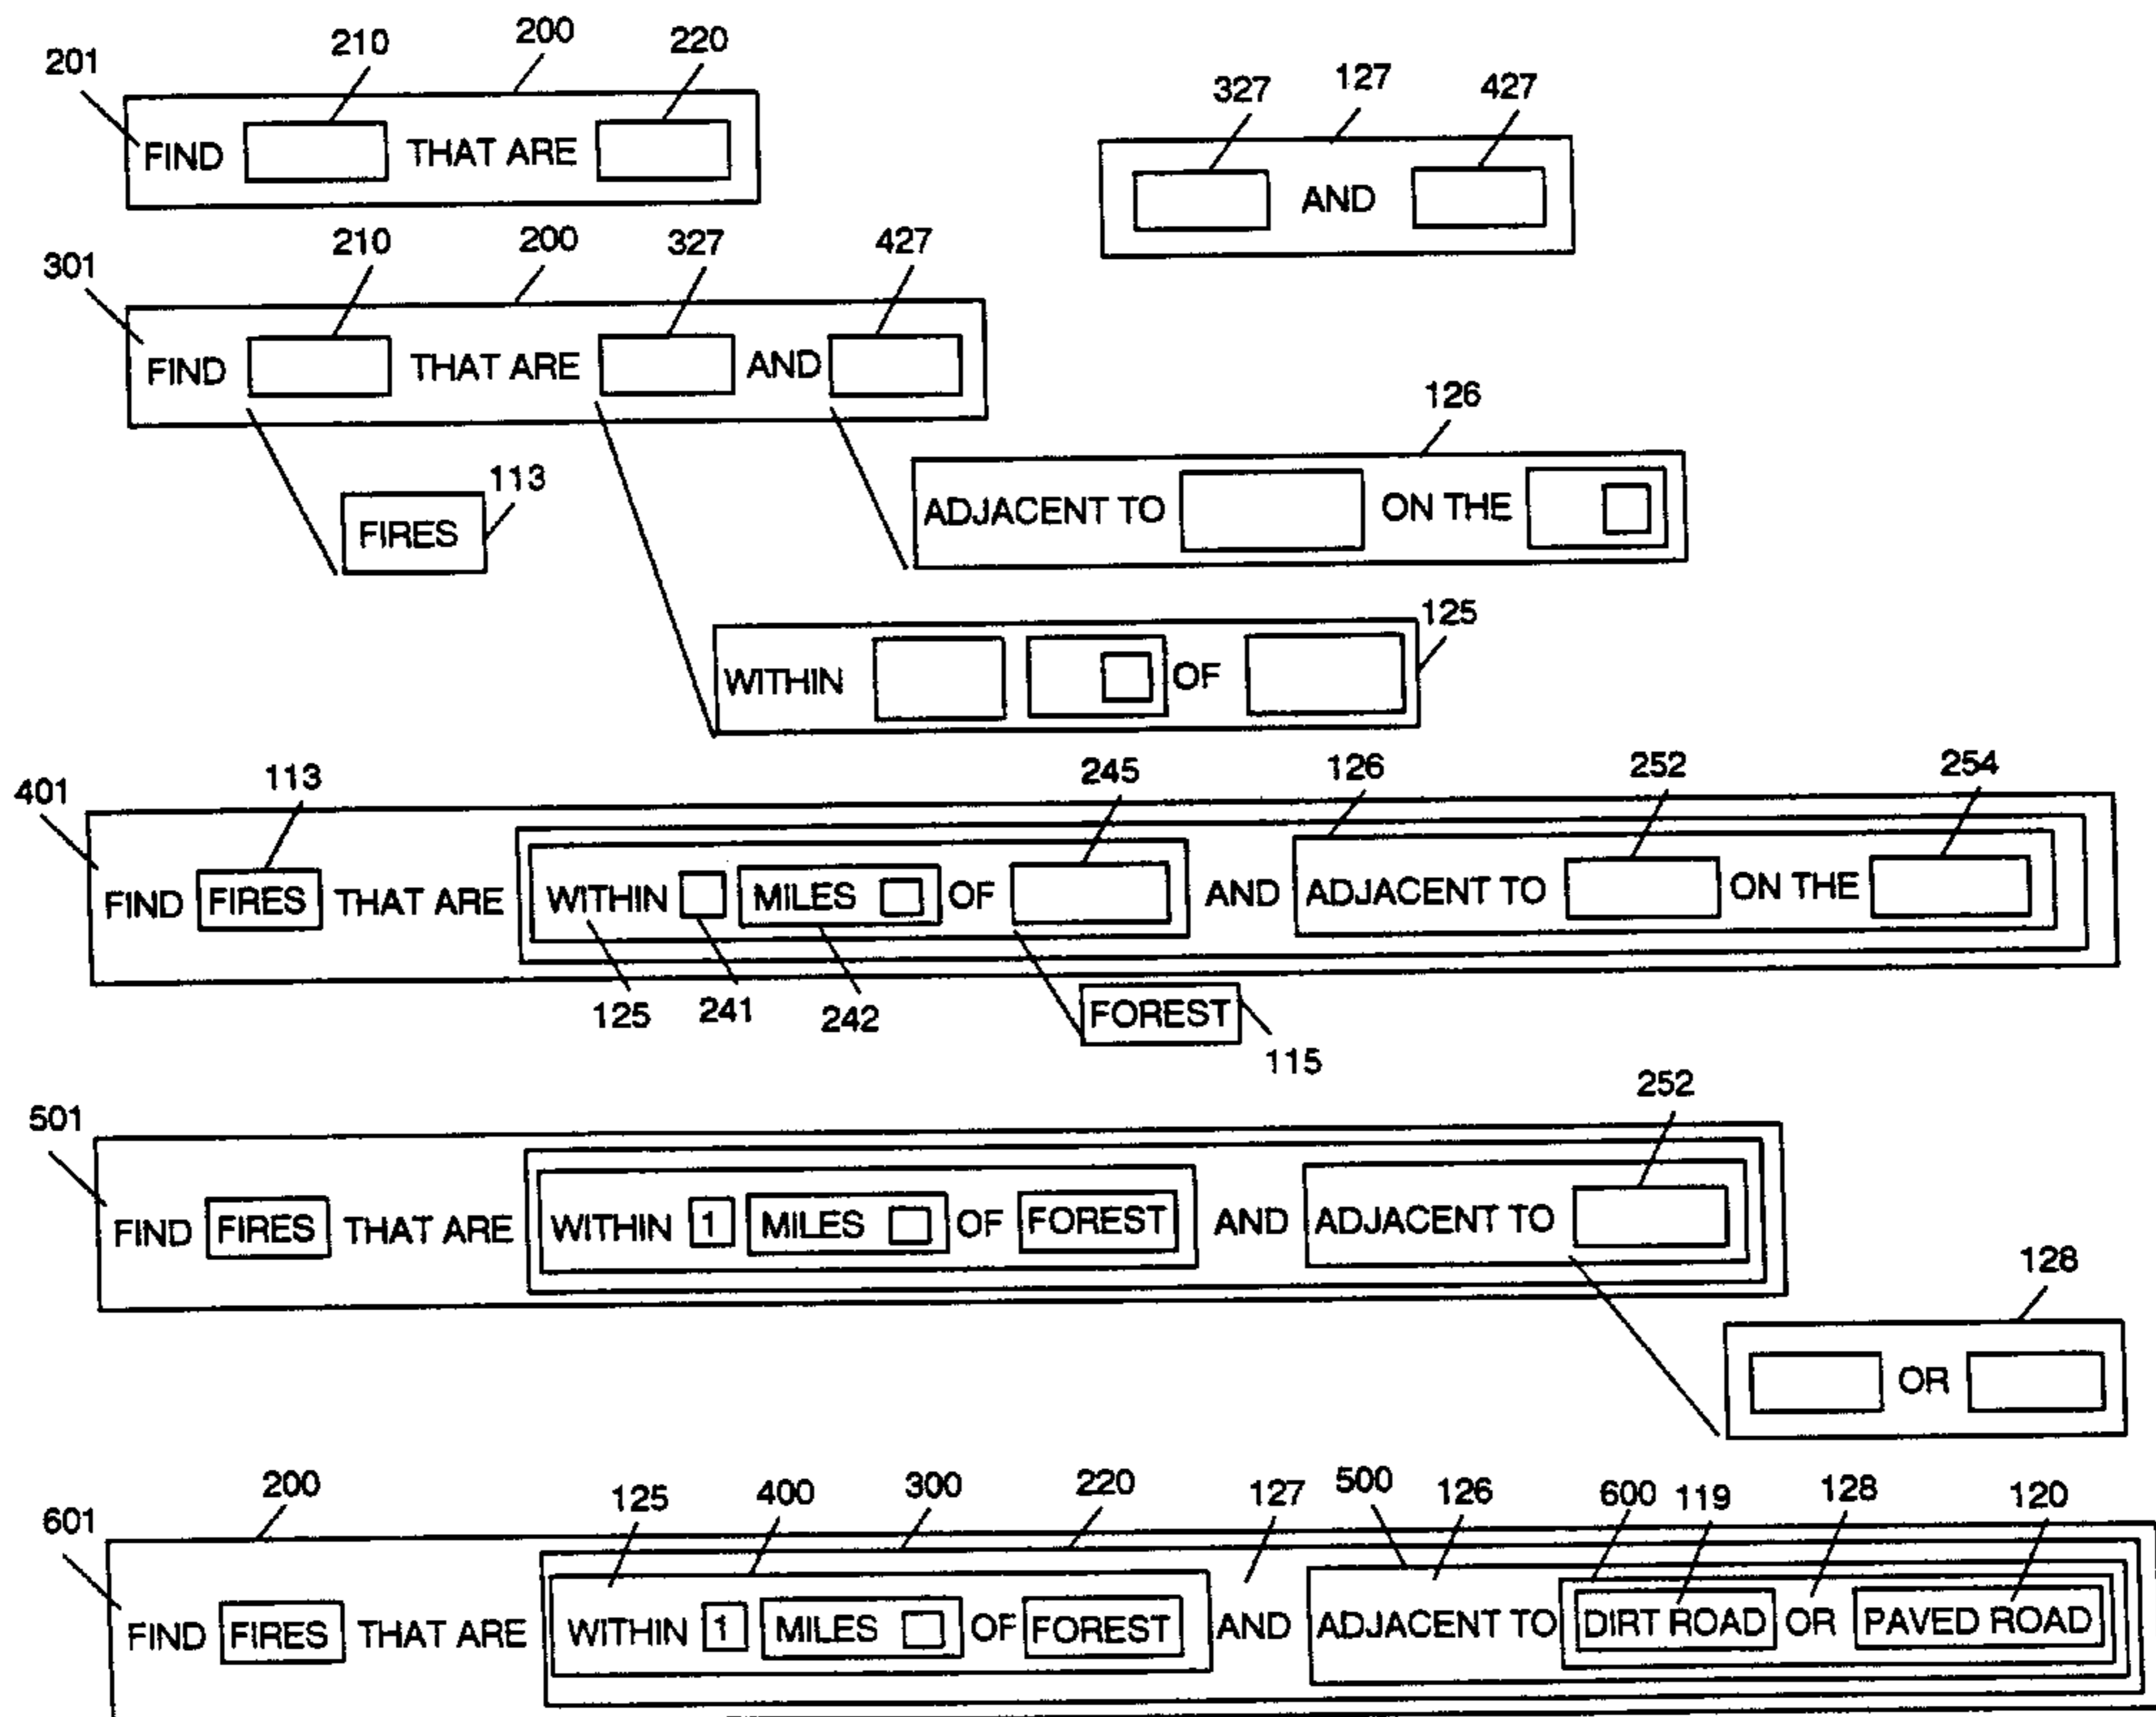 201 210 200 220
FIND THAT ARE
327 127 427
AND
301 210 200 327 427
FIND THAT ARE AND
126
ADJACENT TO ON THE
113
FIRES
125
WITHIN OF
401 113 245 126 252 254
FIND FIRES THAT ARE WITHIN MILES OF AND ADJACENT TO ON THE
125 241 242
FOREST
115
501 252
FIND FIRES THAT ARE WITHIN 1 MILES OF FOREST AND ADJACENT TO
128
OR
601 200 125 400 300 220 127 500 126 600 119 128 120
FIND FIRES THAT ARE WITHIN 1 MILES OF FOREST AND ADJACENT TO DIRT ROAD OR PAVED ROAD